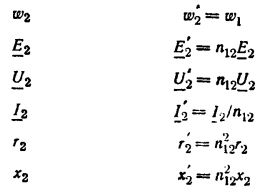 w₂ w₂' = w₁
E₂ E₂' = n₁₂E₂
U₂ U₂' = n₁₂U₂
I₂ I₂' = I₂/n₁₂
r₂ r₂' = n₁₂²r₂
x₂ x₂' = n₁₂²x₂